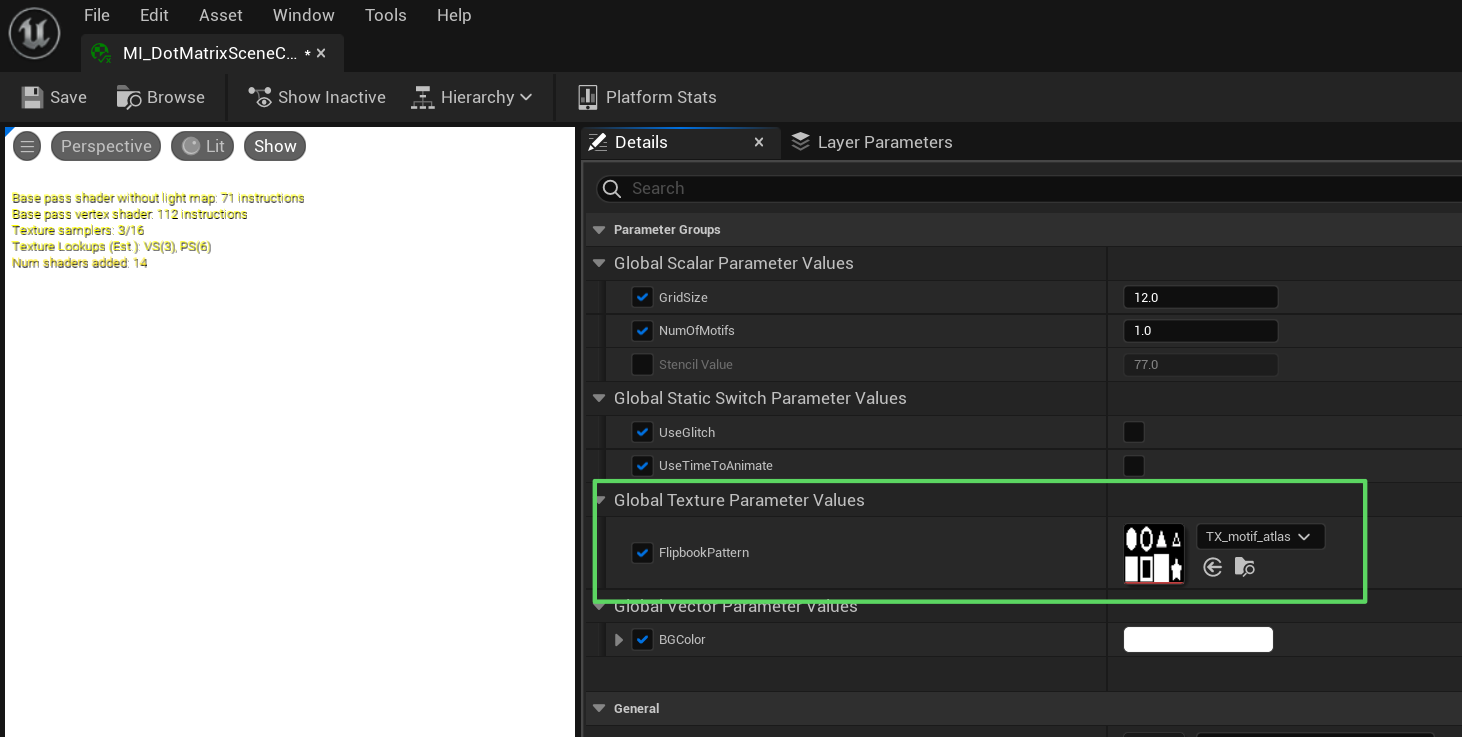 File Edit Asset Window Tools Help
MI_DotMatrixSceneC... *
Save Browse Show Inactive Hierarchy Platform Stats
Perspective Lit Show
Base pass shader without light map: 71 instructions
Base pass vertex shader: 112 instructions
Texture samplers: 3/16
Texture Lookups (Est.): VS(3), PS(6)
Num shaders added: 14
Details Layer Parameters
Search
Parameter Groups
Global Scalar Parameter Values
GridSize 12.0
NumOfMotifs 1.0
Stencil Value 77.0
Global Static Switch Parameter Values
UseGlitch
UseTimeToAnimate
Global Texture Parameter Values
FlipbookPattern TX_motif_atlas
Global Vector Parameter Values
BGColor
General